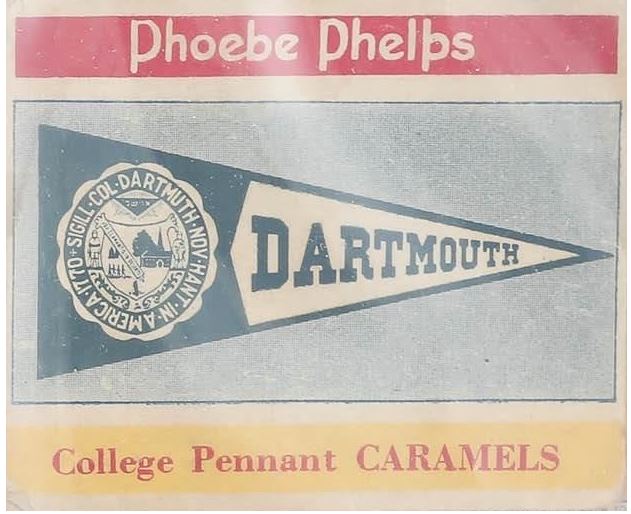 Phoebe Phelps
SIGILL·COL·DARTMUTH·NOV·HANT·IN·AMERICA·1770+
DARTMOUTH
College Pennant CARAMELS